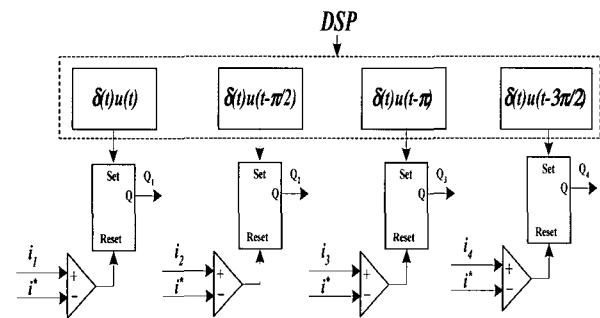 DSP
δ(t)u(t)
δ(t)u(t-π/2)
δ(t)u(t-π)
δ(t)u(t-3π/2)
Set
Q
Reset
Q1
Set
Q
Reset
Q2
Set
Q
Reset
Q3
Set
Q
Reset
Q4
i1
+
i*
−
i2
+
i*
−
i3
+
i*
−
i4
+
i*
−